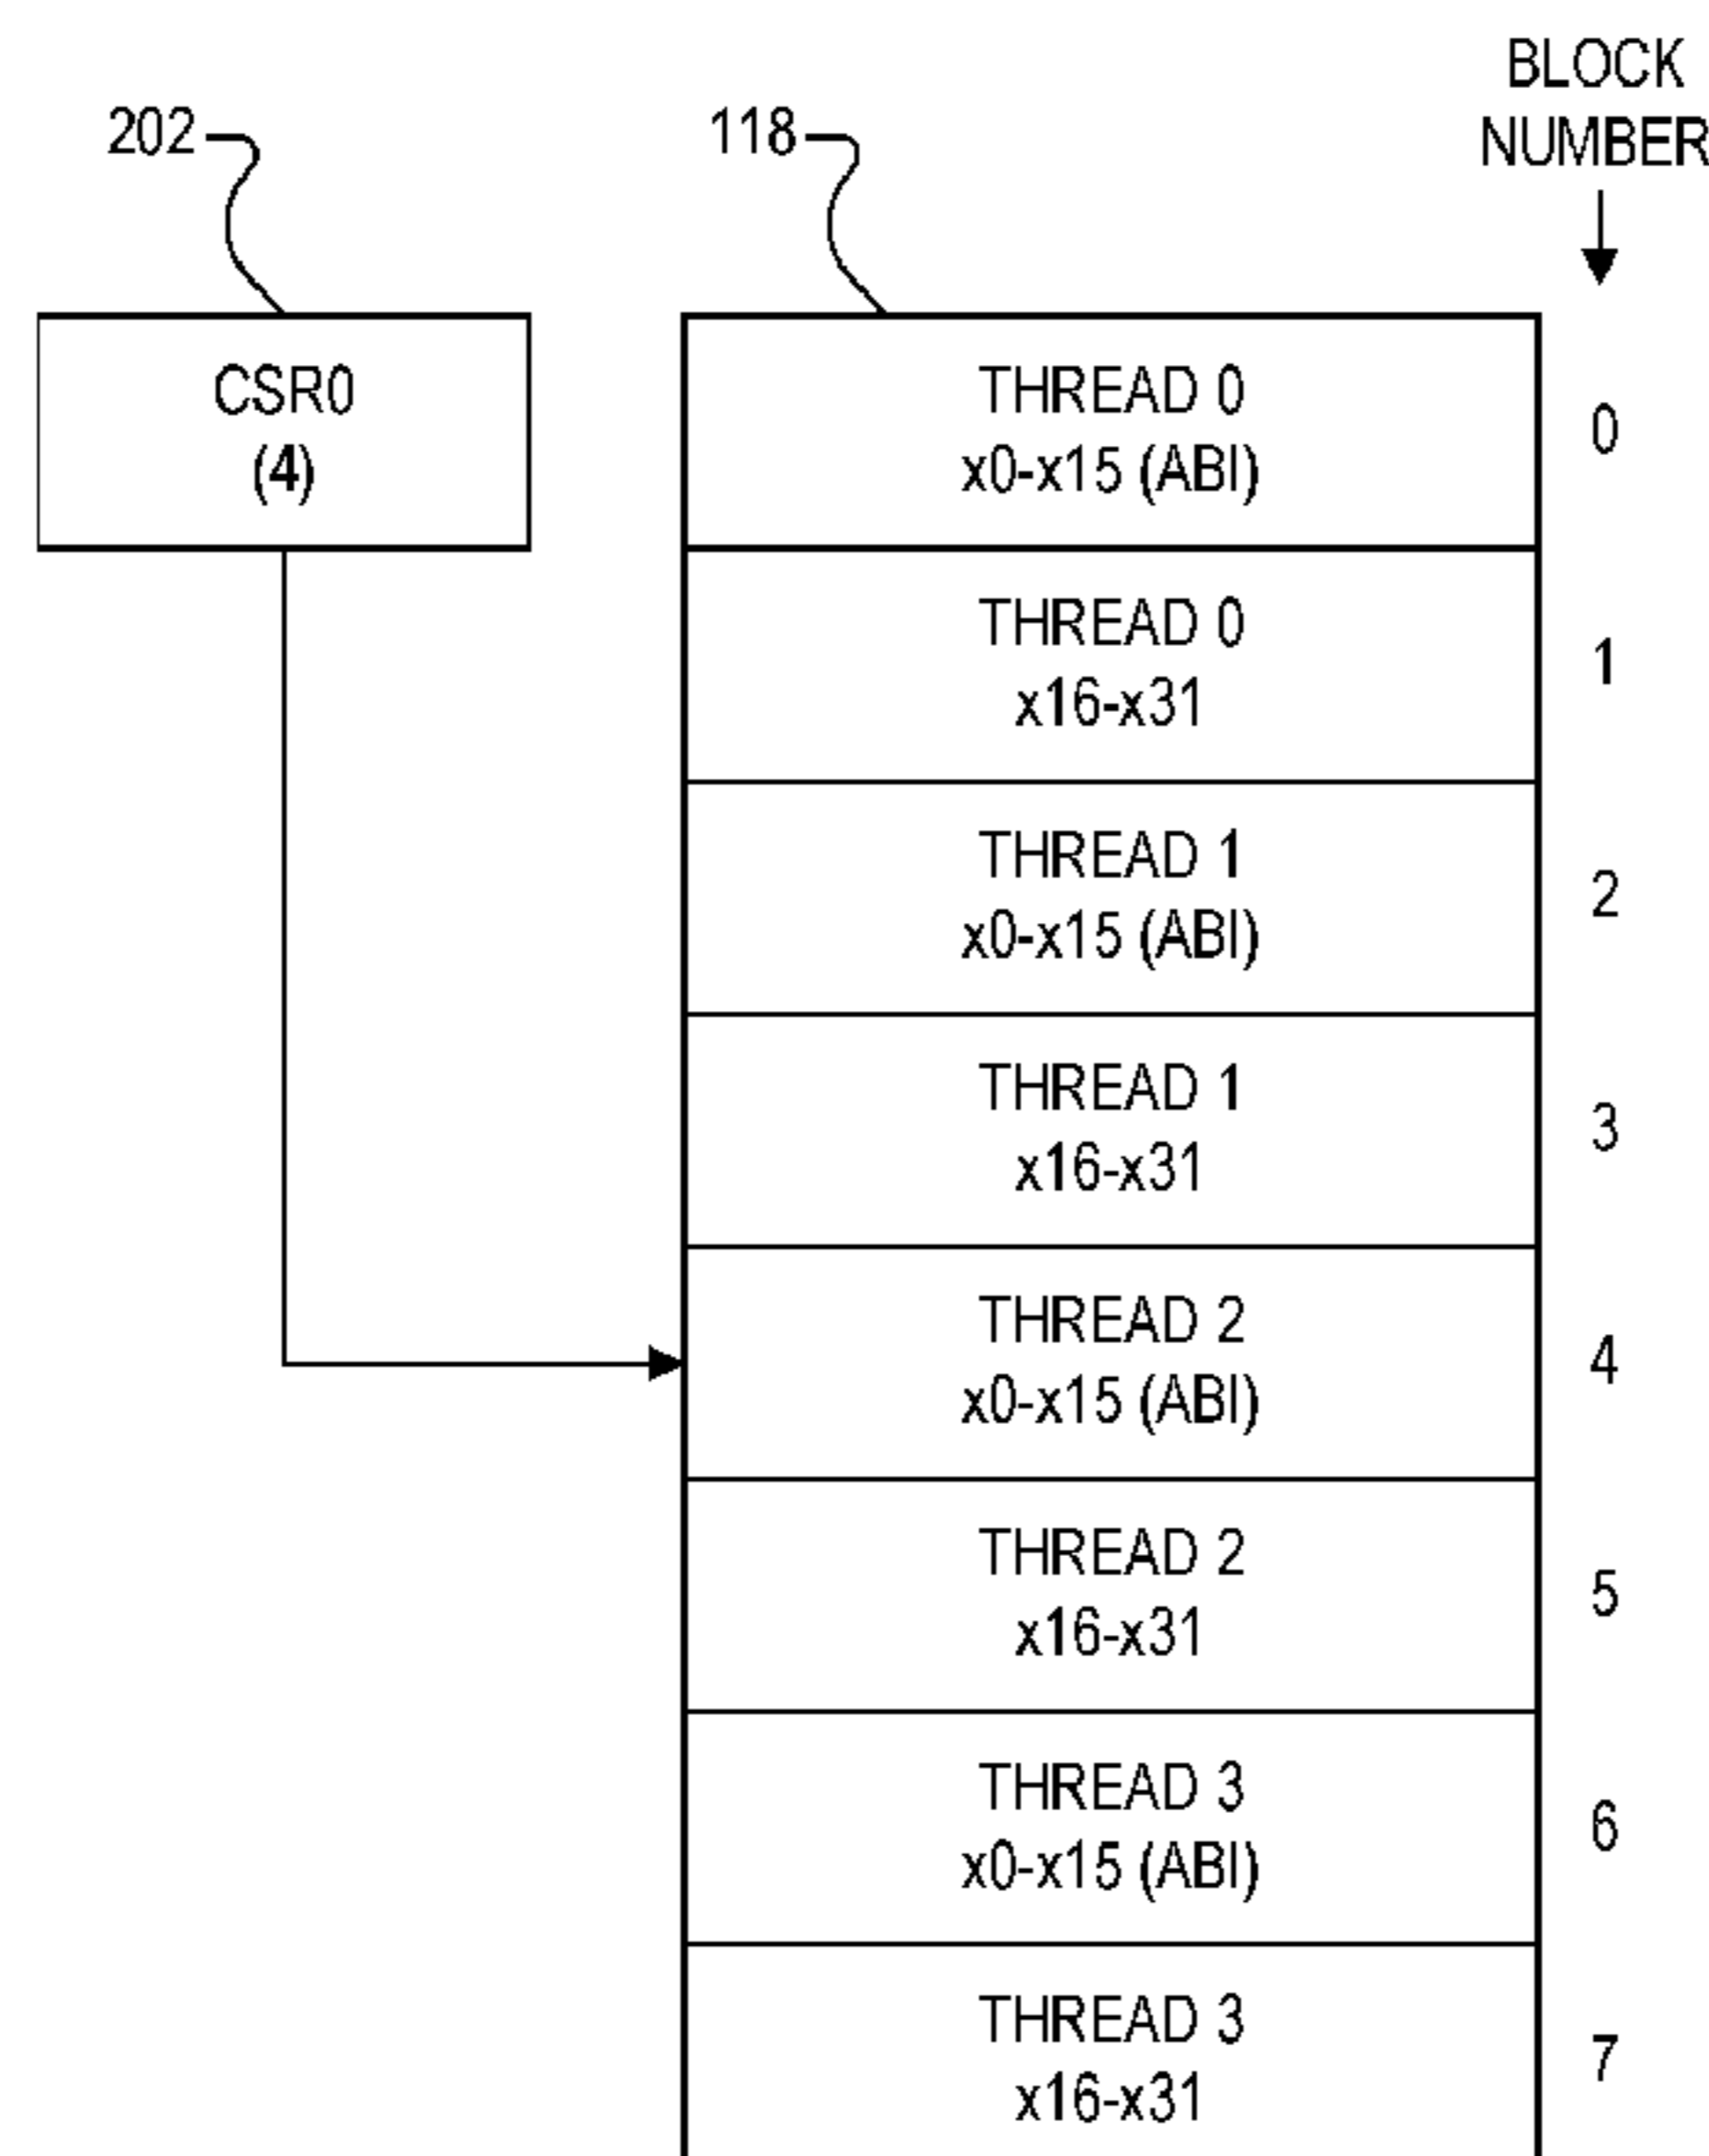 BLOCK
NUMBER
202
118
CSR0
(4)
THREAD 0
x0-x15 (ABI)
0
THREAD 0
x16-x31
1
THREAD 1
x0-x15 (ABI)
2
THREAD 1
x16-x31
3
THREAD 2
x0-x15 (ABI)
4
THREAD 2
x16-x31
5
THREAD 3
x0-x15 (ABI)
6
THREAD 3
x16-x31
7